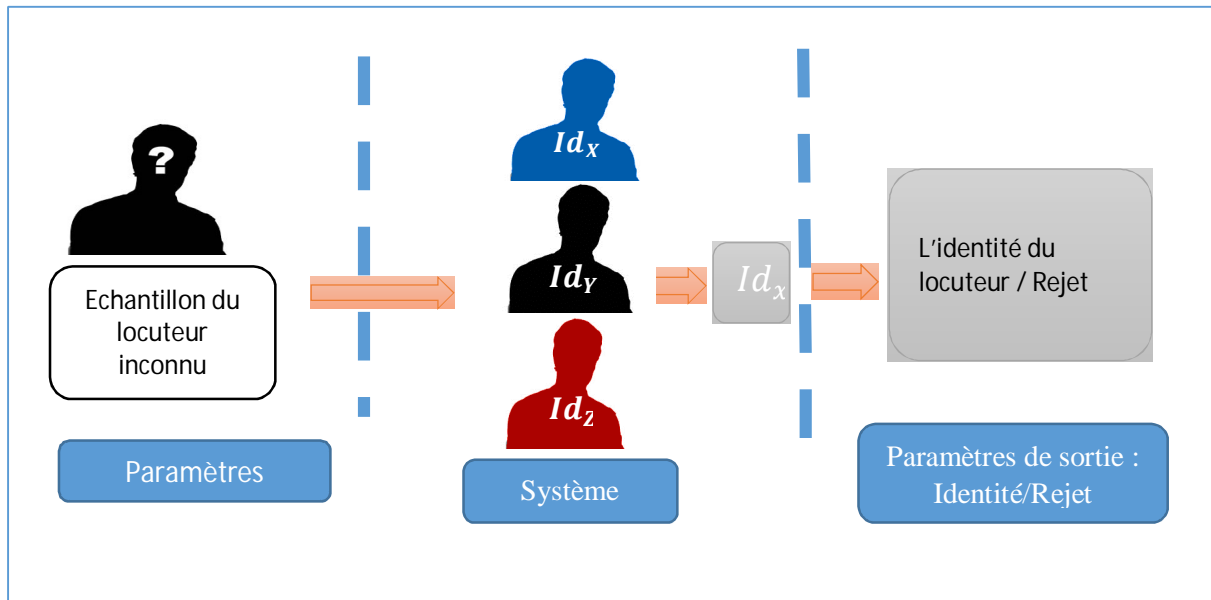 ?
Echantillon du
locuteur
inconnu
Paramètres
Id_X
Id_Y
Id_Z
Système
Id_x
L'identité du
locuteur / Rejet
Paramètres de sortie :
Identité/Rejet